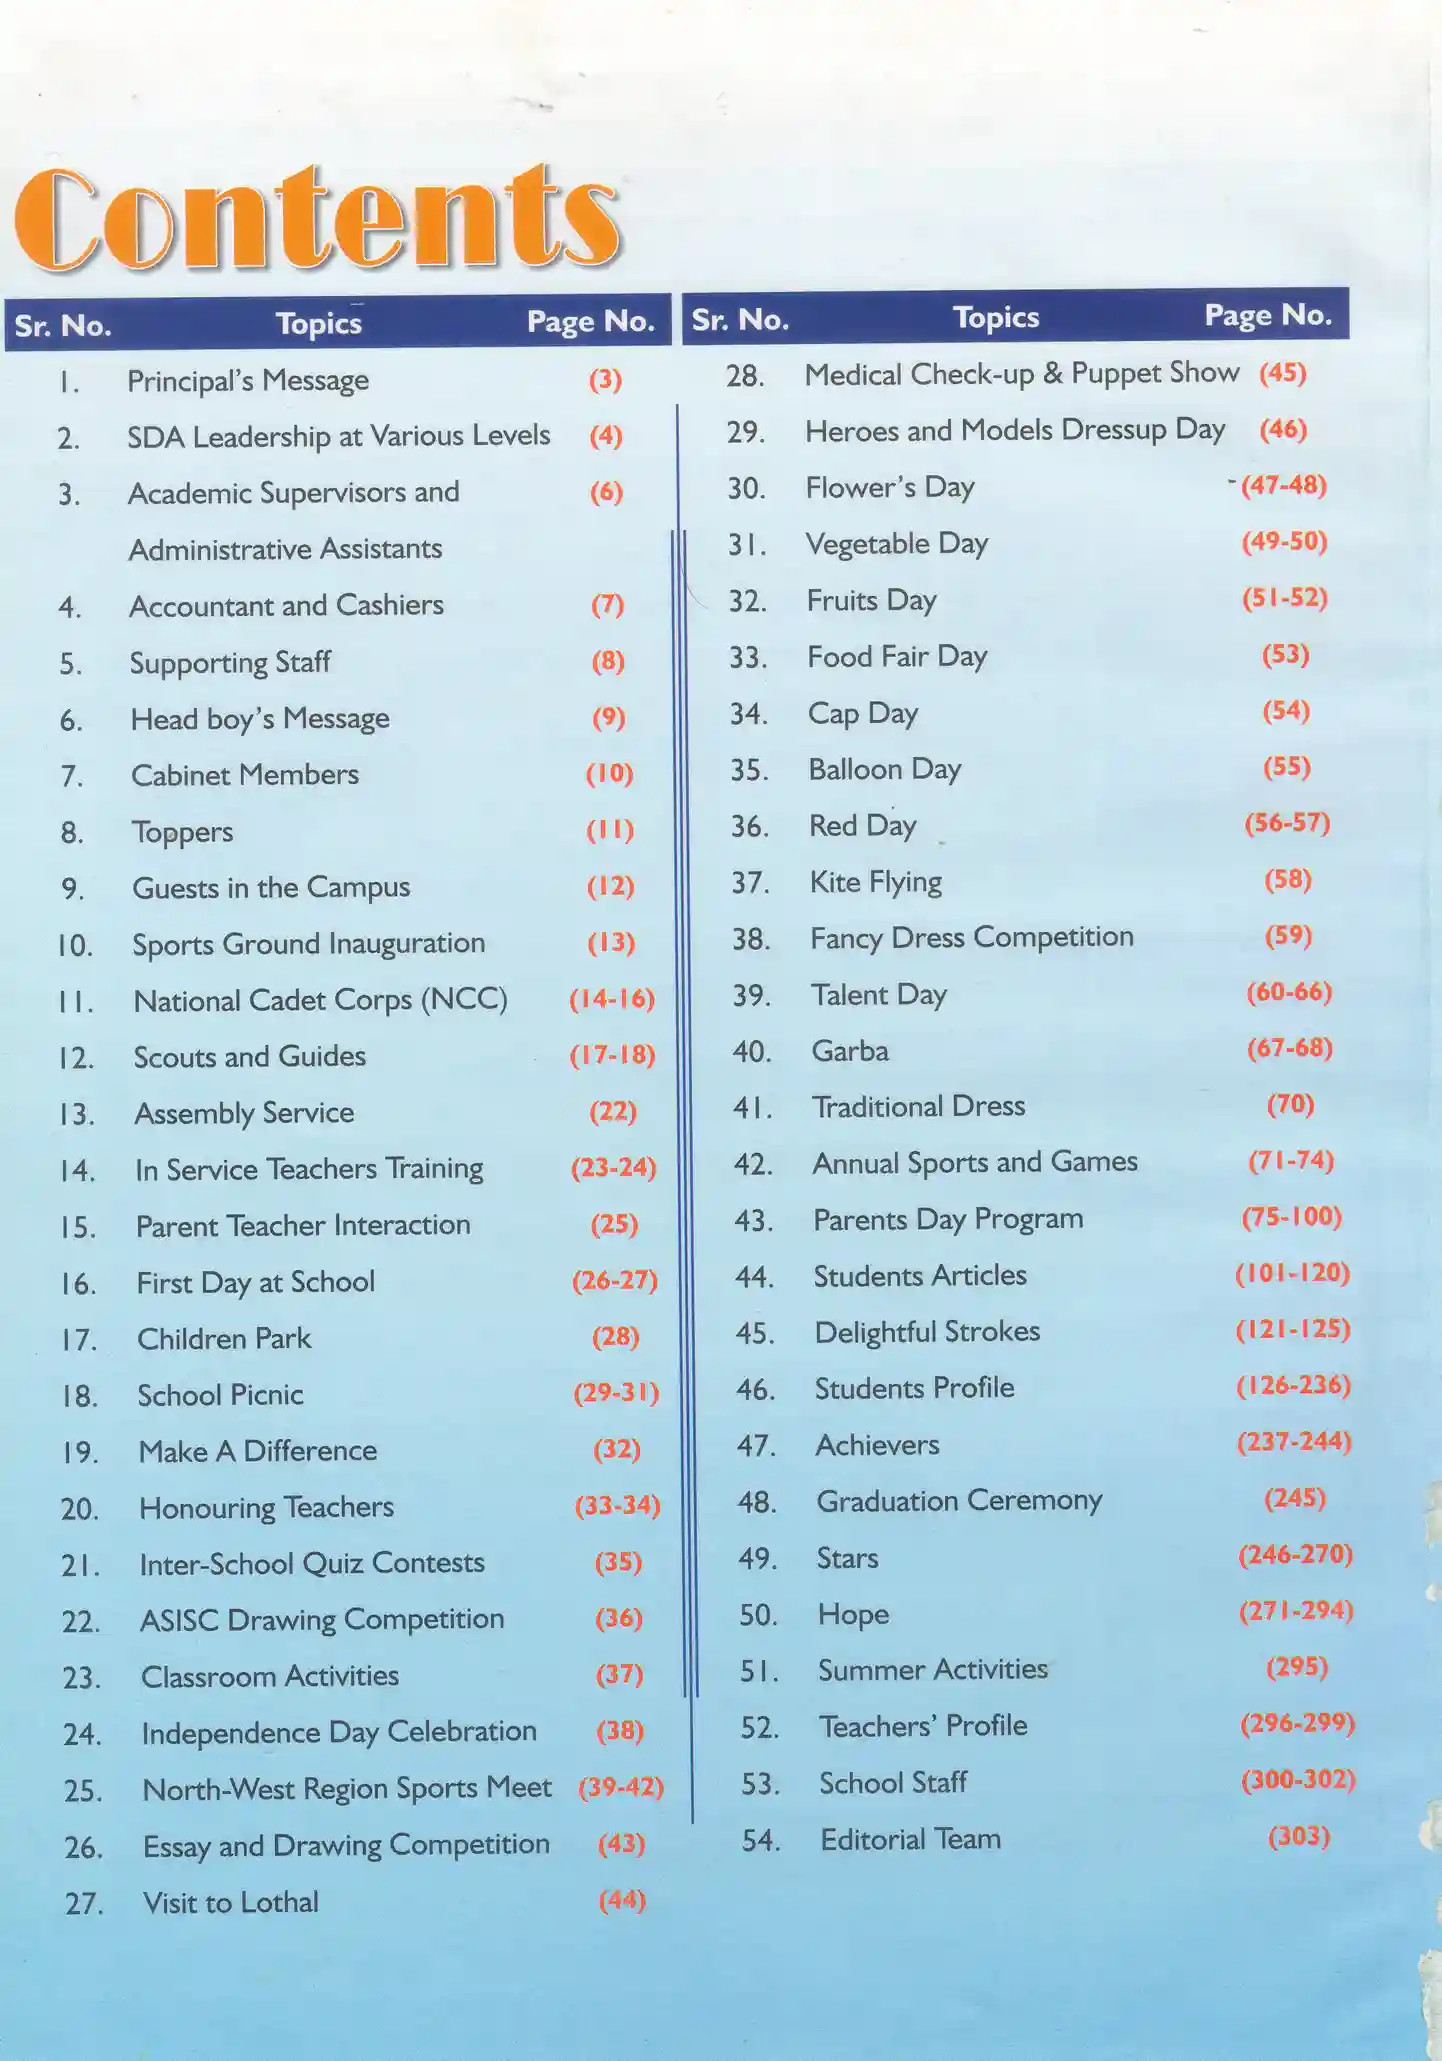 Contents
Sr. No. Topics Page No.
1. Principal's Message (3)
2. SDA Leadership at Various Levels (4)
3. Academic Supervisors and (6)
Administrative Assistants
4. Accountant and Cashiers (7)
5. Supporting Staff (8)
6. Head boy's Message (9)
7. Cabinet Members (10)
8. Toppers (11)
9. Guests in the Campus (12)
10. Sports Ground Inauguration (13)
11. National Cadet Corps (NCC) (14-16)
12. Scouts and Guides (17-18)
13. Assembly Service (22)
14. In Service Teachers Training (23-24)
15. Parent Teacher Interaction (25)
16. First Day at School (26-27)
17. Children Park (28)
18. School Picnic (29-31)
19. Make A Difference (32)
20. Honouring Teachers (33-34)
21. Inter-School Quiz Contests (35)
22. ASISC Drawing Competition (36)
23. Classroom Activities (37)
24. Independence Day Celebration (38)
25. North-West Region Sports Meet (39-42)
26. Essay and Drawing Competition (43)
27. Visit to Lothal (44)
Sr. No. Topics Page No.
28. Medical Check-up & Puppet Show (45)
29. Heroes and Models Dressup Day (46)
30. Flower's Day (47-48)
31. Vegetable Day (49-50)
32. Fruits Day (51-52)
33. Food Fair Day (53)
34. Cap Day (54)
35. Balloon Day (55)
36. Red Day (56-57)
37. Kite Flying (58)
38. Fancy Dress Competition (59)
39. Talent Day (60-66)
40. Garba (67-68)
41. Traditional Dress (70)
42. Annual Sports and Games (71-74)
43. Parents Day Program (75-100)
44. Students Articles (101-120)
45. Delightful Strokes (121-125)
46. Students Profile (126-236)
47. Achievers (237-244)
48. Graduation Ceremony (245)
49. Stars (246-270)
50. Hope (271-294)
51. Summer Activities (295)
52. Teachers' Profile (296-299)
53. School Staff (300-302)
54. Editorial Team (303)